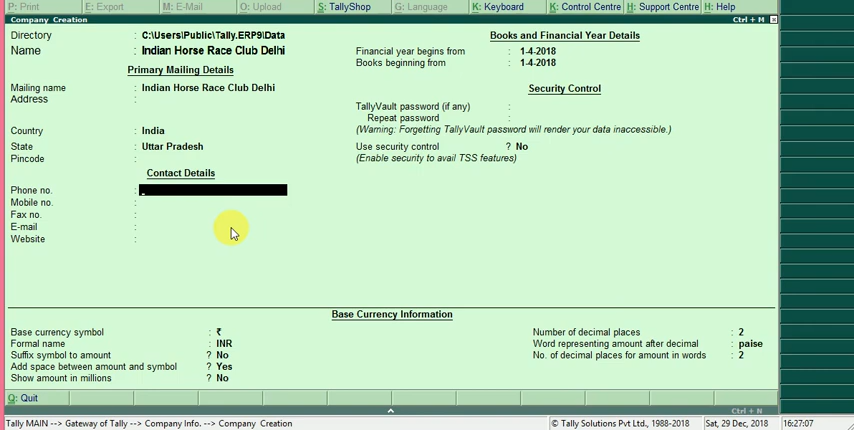 P: Print E: Export M: E-Mail O: Upload S: TallyShop G: Language K: Keyboard K: Control Centre H: Support Centre H: Help
Company Creation Ctrl + M
Directory : C:\Users\Public\Tally.ERP9\Data
Name : Indian Horse Race Club Delhi
Primary Mailing Details
Mailing name : Indian Horse Race Club Delhi
Address :
Country : India
State : Uttar Pradesh
Pincode :
Contact Details
Phone no. :
Mobile no. :
Fax no. :
E-mail :
Website :
Books and Financial Year Details
Financial year begins from : 1-4-2018
Books beginning from : 1-4-2018
Security Control
TallyVault password (if any) :
Repeat password :
(Warning: Forgetting TallyVault password will render your data inaccessible.)
Use security control ? No
(Enable security to avail TSS features)
Base Currency Information
Base currency symbol : ₹
Formal name : INR
Suffix symbol to amount ? No
Add space between amount and symbol ? Yes
Show amount in millions ? No
Number of decimal places : 2
Word representing amount after decimal : paise
No. of decimal places for amount in words : 2
Q: Quit
Ctrl + N
Tally MAIN --> Gateway of Tally --> Company Info. --> Company Creation © Tally Solutions Pvt Ltd., 1988-2018 Sat, 29 Dec, 2018 16:27:07